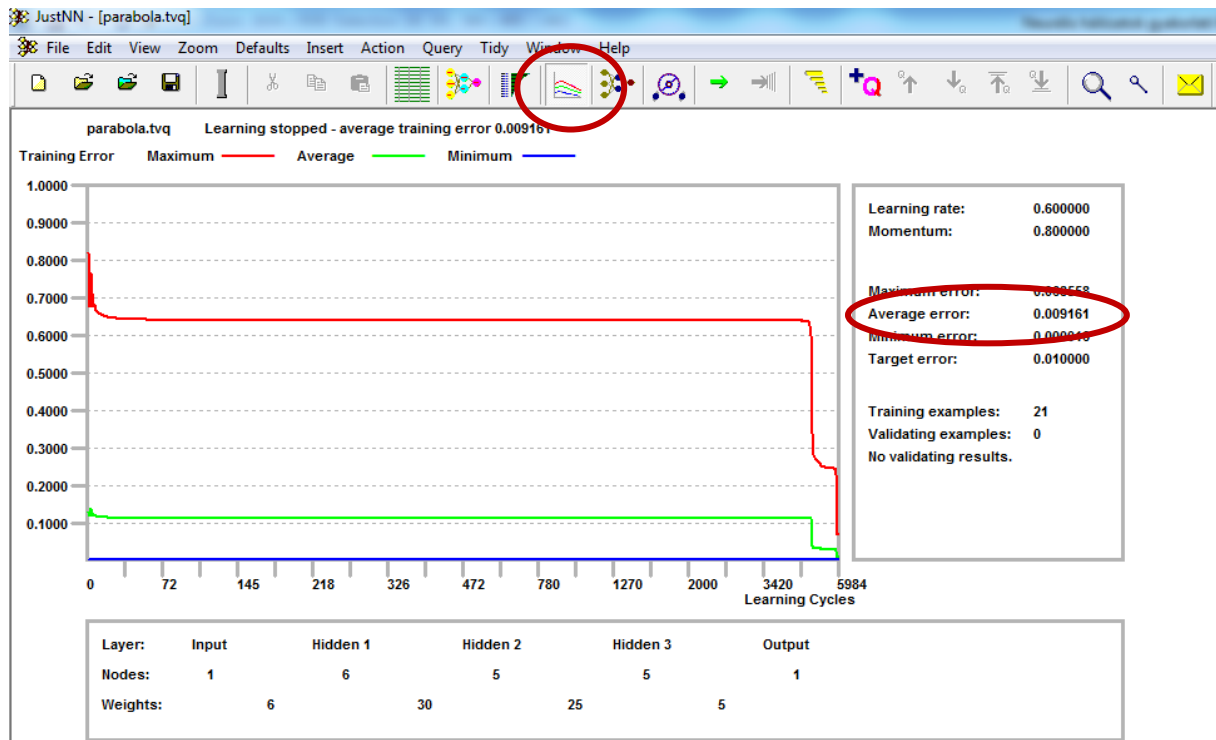 JustNN - [parabola.tvq]
File Edit View Zoom Defaults Insert Action Query Tidy Window Help
parabola.tvq Learning stopped - average training error 0.009161
Training Error Maximum Average Minimum
1.0000
0.9000
0.8000
0.7000
0.6000
0.5000
0.4000
0.3000
0.2000
0.1000
0 72 145 218 326 472 780 1270 2000 3420 5984
Learning Cycles
Learning rate: 0.600000
Momentum: 0.800000
Maximum error:
Average error: 0.009161
Minimum error:
Target error: 0.010000
Training examples: 21
Validating examples: 0
No validating results.
Layer: Input Hidden 1 Hidden 2 Hidden 3 Output
Nodes: 1 6 5 5 1
Weights: 6 30 25 5